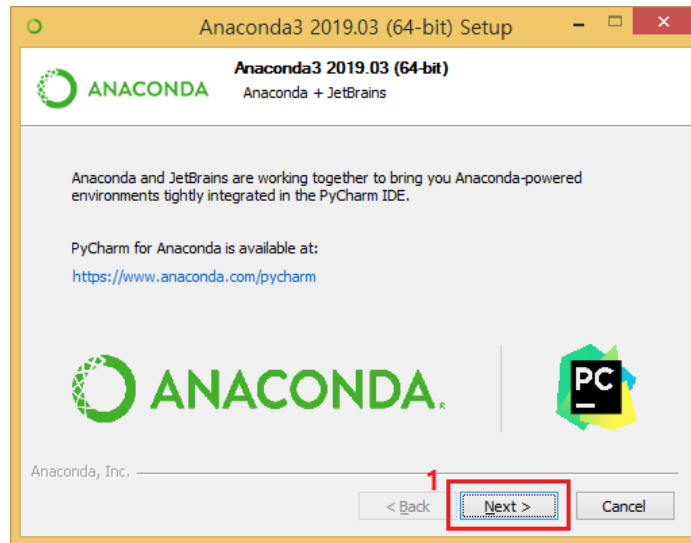 Anaconda3 2019.03 (64-bit) Setup
ANACONDA
Anaconda3 2019.03 (64-bit)
Anaconda + JetBrains
Anaconda and JetBrains are working together to bring you Anaconda-powered
environments tightly integrated in the PyCharm IDE.
PyCharm for Anaconda is available at:
https://www.anaconda.com/pycharm
ANACONDA.®
PC
Anaconda, Inc.
1
< Back
Next >
Cancel